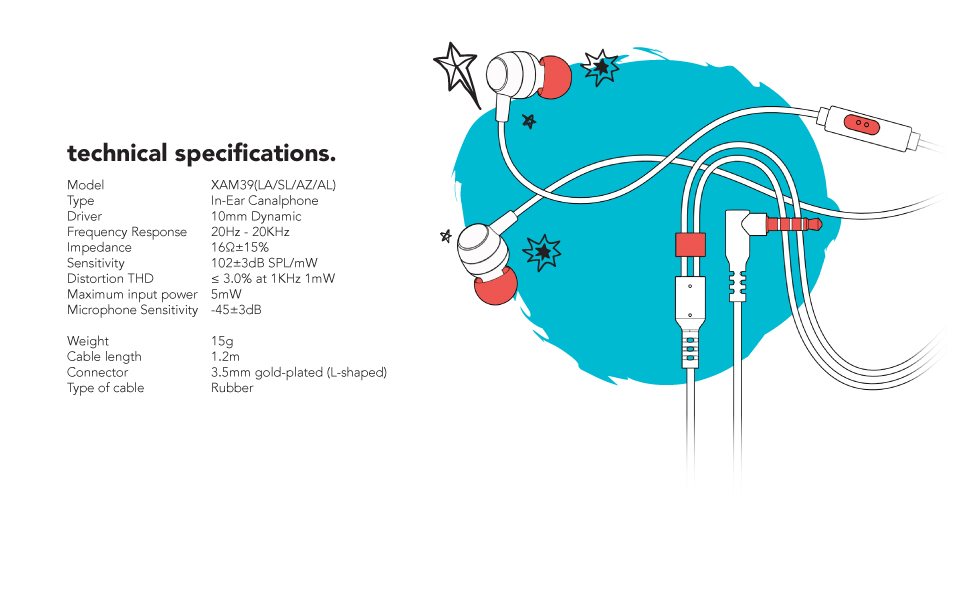 technical specifications.
Model XAM39(LA/SL/AZ/AL)
Type In-Ear Canalphone
Driver 10mm Dynamic
Frequency Response 20Hz - 20KHz
Impedance 16Ω±15%
Sensitivity 102±3dB SPL/mW
Distortion THD ≤ 3.0% at 1KHz 1mW
Maximum input power 5mW
Microphone Sensitivity -45±3dB
Weight 15g
Cable length 1.2m
Connector 3.5mm gold-plated (L-shaped)
Type of cable Rubber